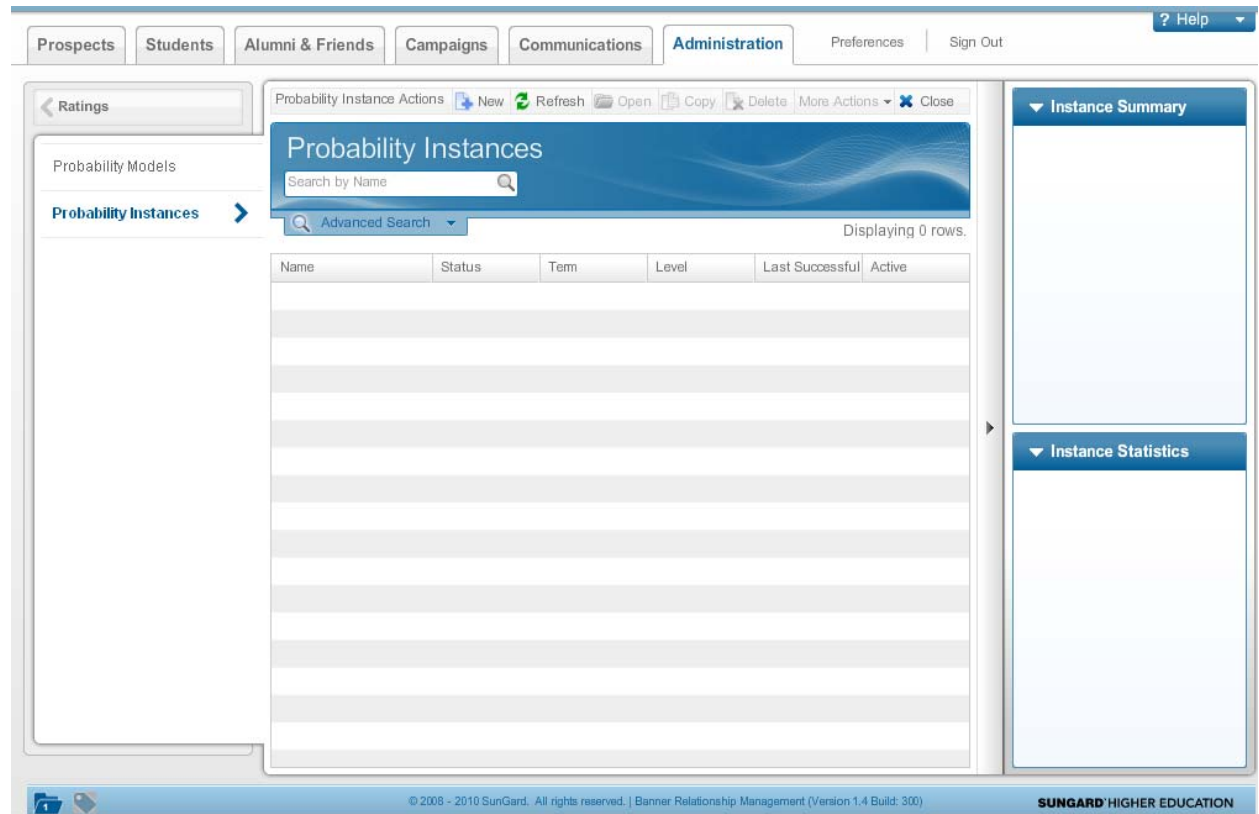 ? Help
Prospects Students Alumni & Friends Campaigns Communications Administration Preferences Sign Out
Ratings
Probability Models
Probability Instances
Probability Instance Actions New Refresh Open Copy Delete More Actions Close
Probability Instances
Search by Name
Advanced Search
Displaying 0 rows.
Name Status Term Level Last Successful Active
Instance Summary
Instance Statistics
1
© 2008 - 2010 SunGard. All rights reserved. | Banner Relationship Management (Version 1.4 Build: 300)
SUNGARD' HIGHER EDUCATION